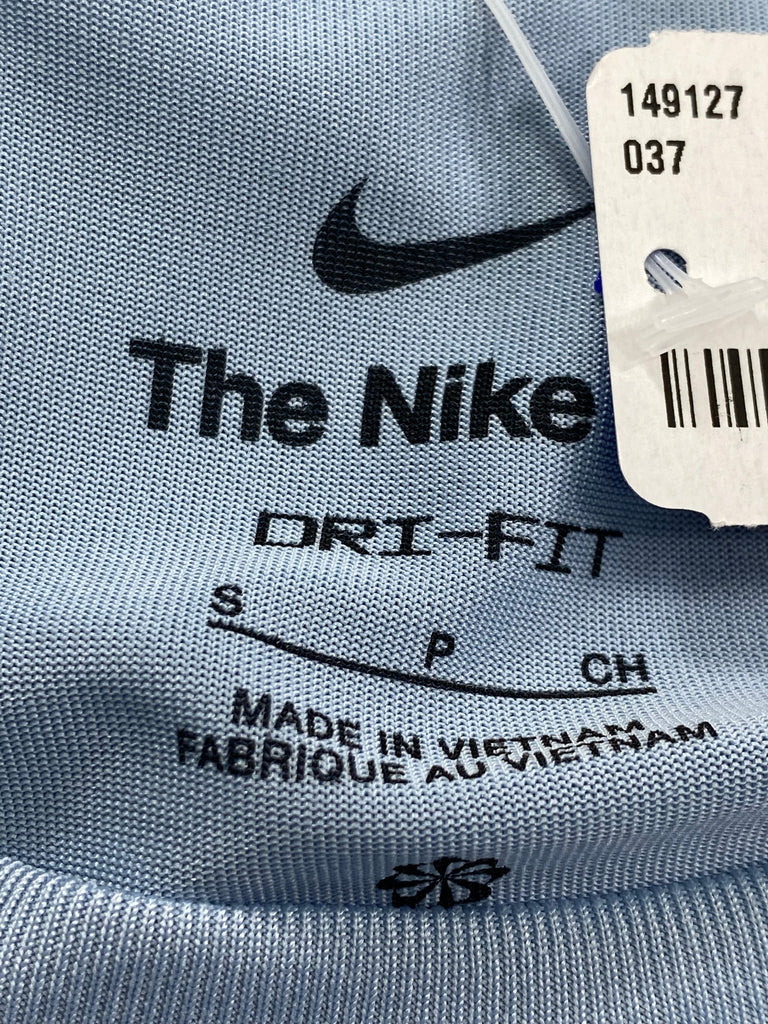 149127
037
The Nike
DRI-FIT
S P CH
MADE IN VIETNAM
FABRIQUE AU VIETNAM